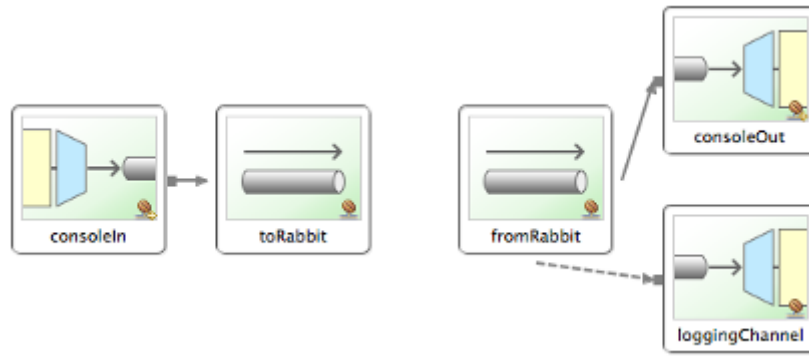 consoleIn
toRabbit
fromRabbit
consoleOut
loggingChannel